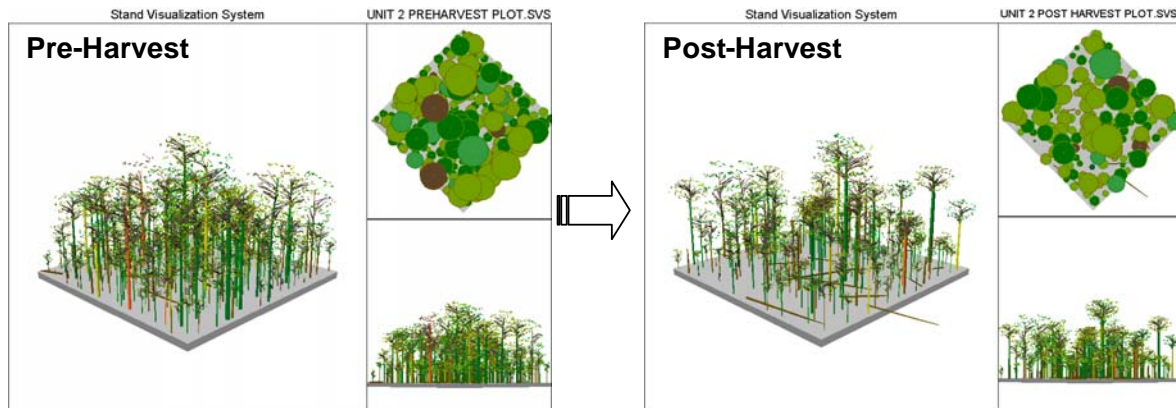 Stand Visualization System
UNIT 2 PREHARVEST PLOT.SVS
Pre-Harvest
Stand Visualization System
UNIT 2 POST HARVEST PLOT.SVS
Post-Harvest